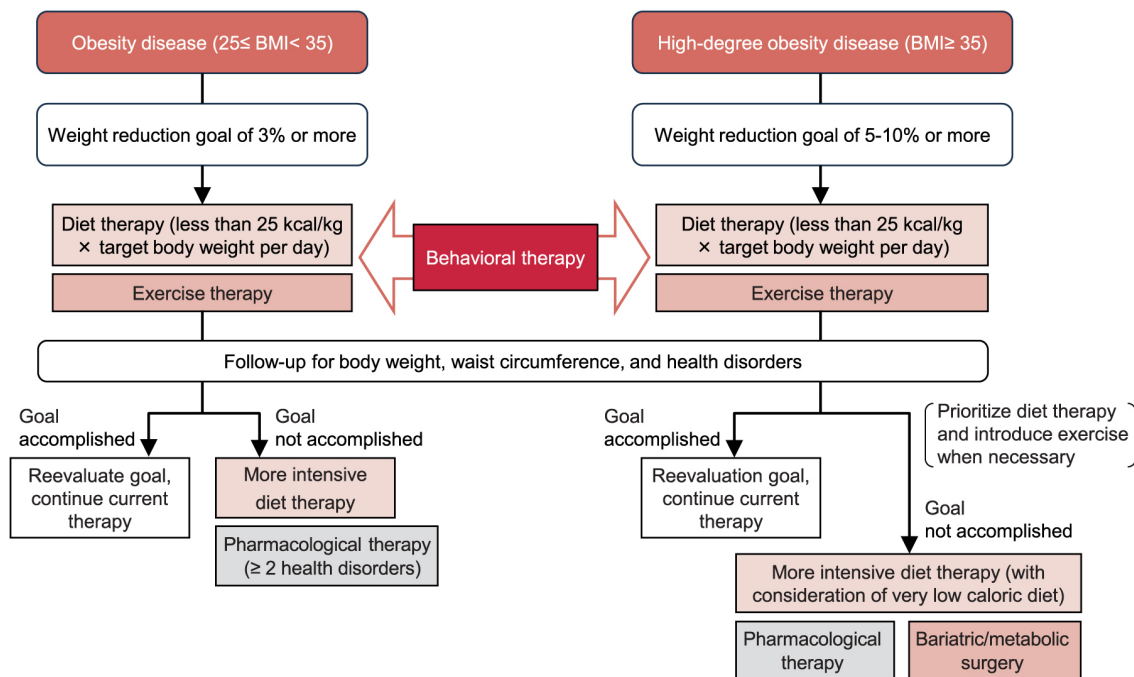 Obesity disease (25≤ BMI< 35)
High-degree obesity disease (BMI≥ 35)
Weight reduction goal of 3% or more
Weight reduction goal of 5-10% or more
Diet therapy (less than 25 kcal/kg
× target body weight per day)
Exercise therapy
Behavioral therapy
Diet therapy (less than 25 kcal/kg
× target body weight per day)
Exercise therapy
Follow-up for body weight, waist circumference, and health disorders
Goal
accomplished
Reevaluate goal,
continue current
therapy
Goal
not accomplished
More intensive
diet therapy
Pharmacological therapy
(≥ 2 health disorders)
Goal
accomplished
Reevaluation goal,
continue current
therapy
Prioritize diet therapy
and introduce exercise
when necessary
Goal
not accomplished
More intensive diet therapy (with
consideration of very low caloric diet)
Pharmacological
therapy
Bariatric/metabolic
surgery